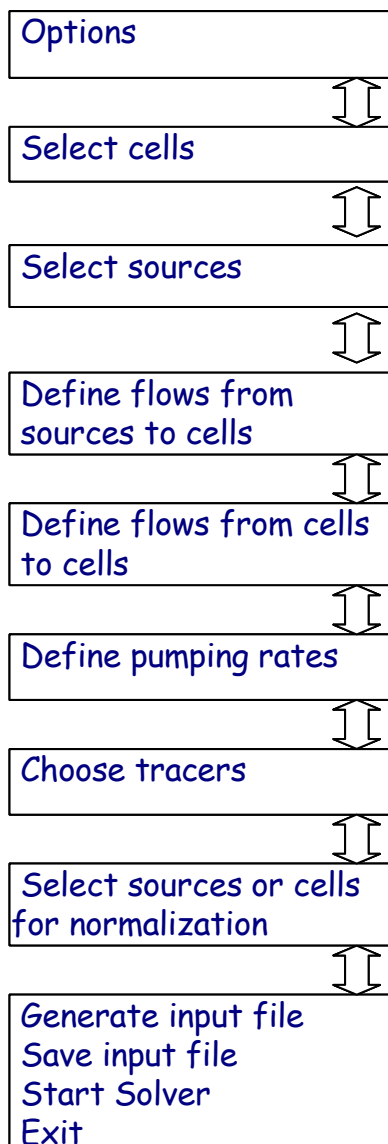 Options
Select cells
Select sources
Define flows from
sources to cells
Define flows from cells
to cells
Define pumping rates
Choose tracers
Select sources or cells
for normalization
Generate input file
Save input file
Start Solver
Exit